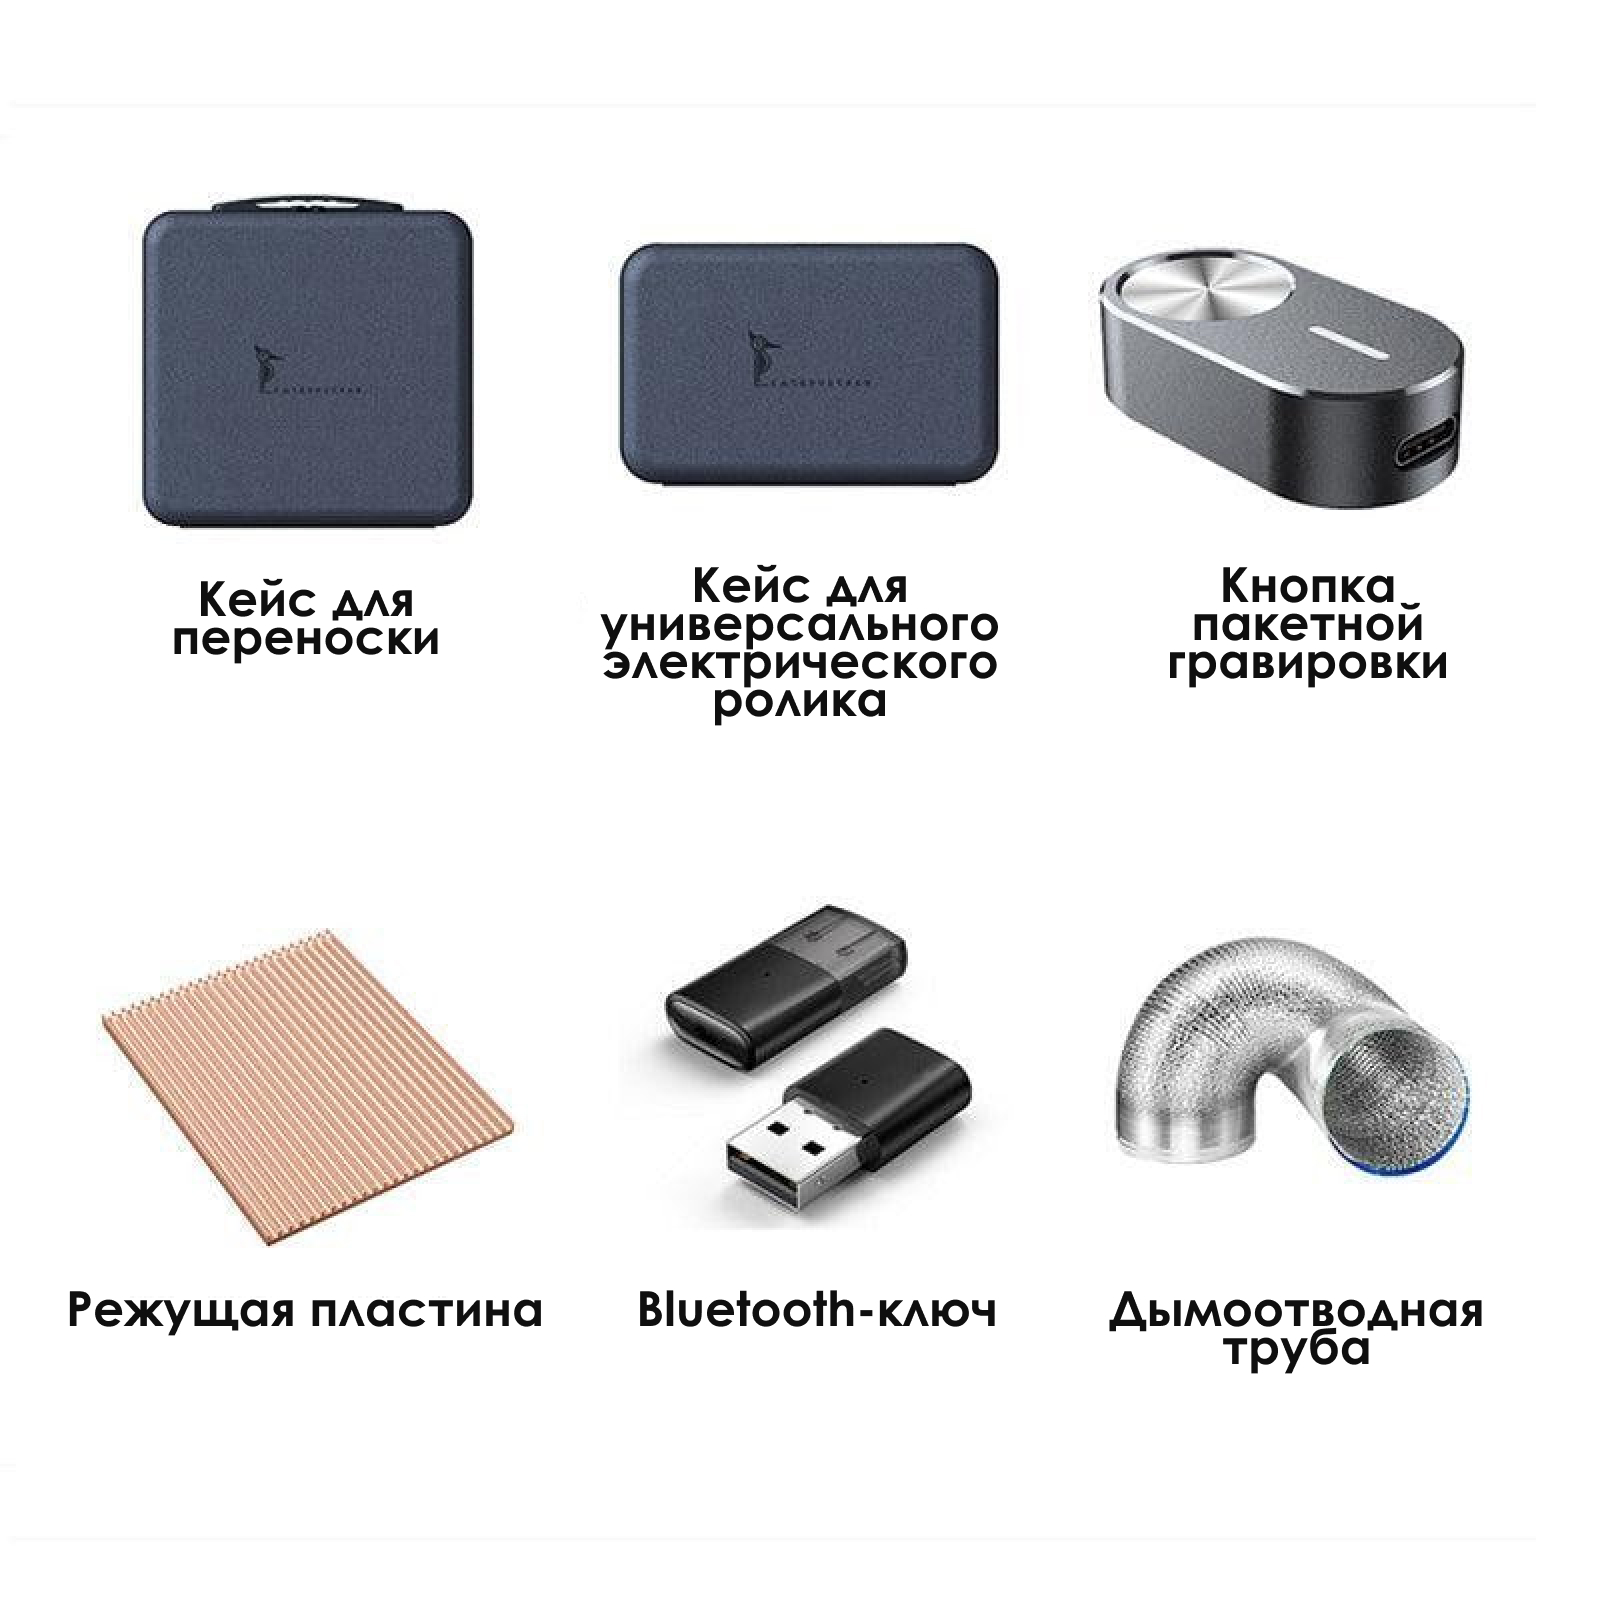 Кейс для
переноски
Кейс для
универсального
электрического
ролика
Кнопка
пакетной
гравировки
Режущая пластина
Bluetooth-ключ
Дымоотводная
труба